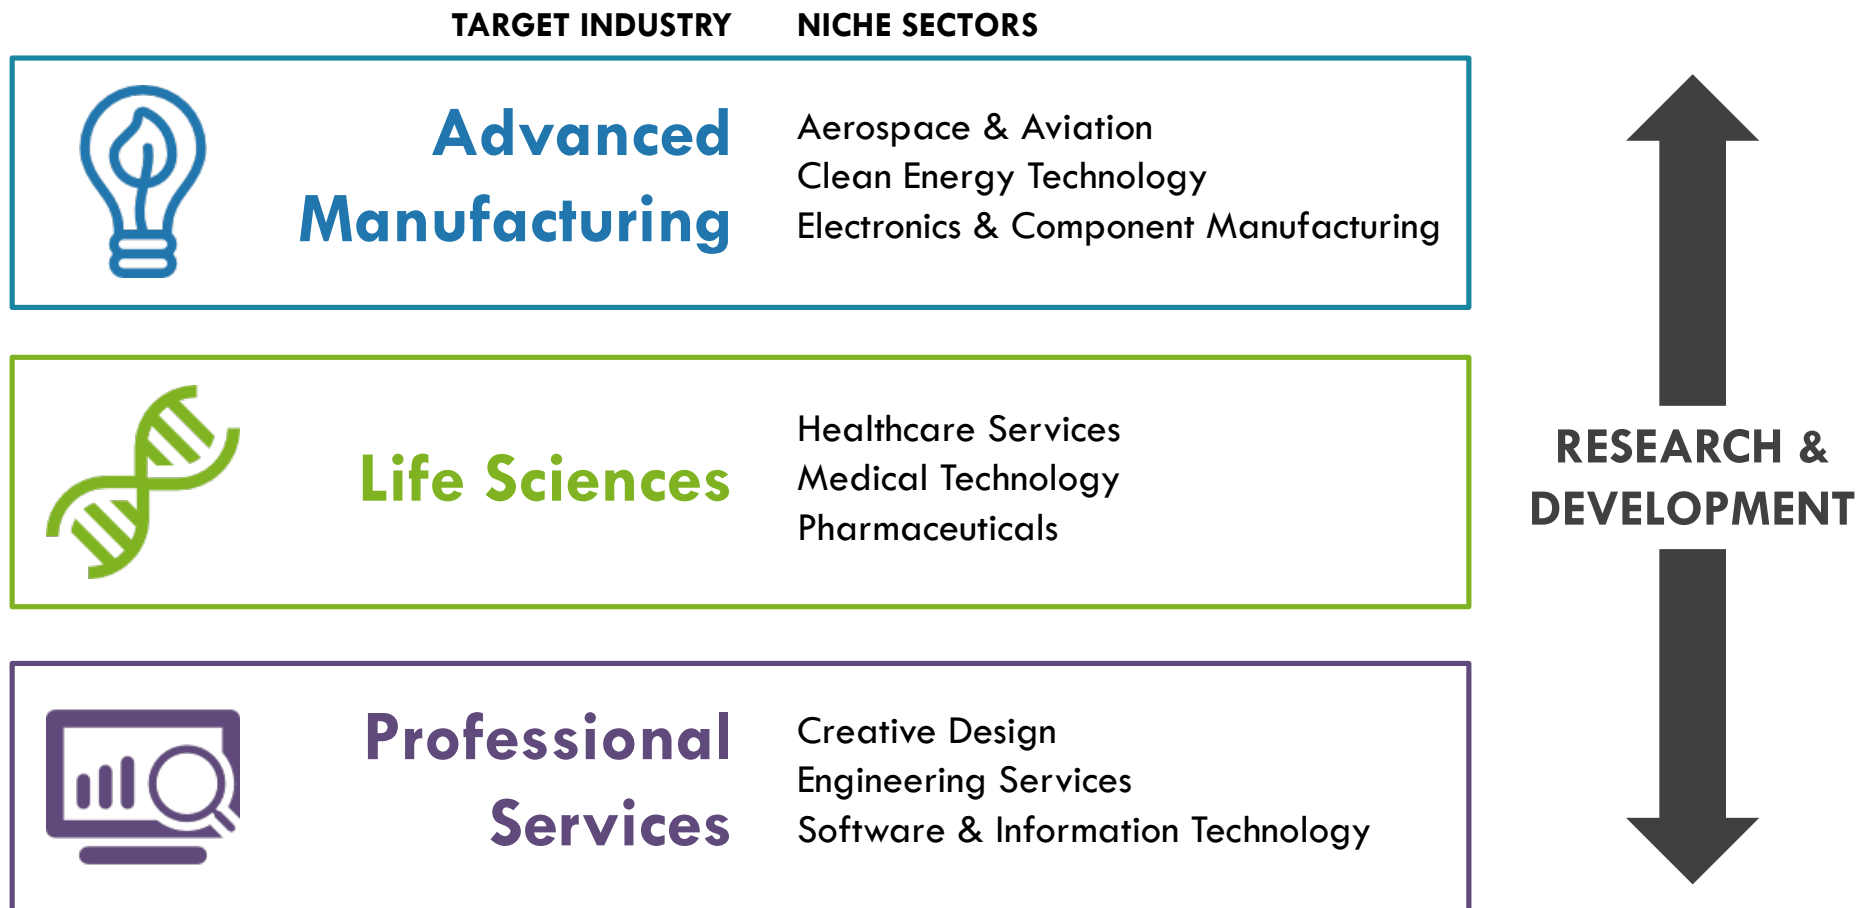 TARGET INDUSTRY NICHE SECTORS
Advanced
Manufacturing
Aerospace & Aviation
Clean Energy Technology
Electronics & Component Manufacturing
Life Sciences
Healthcare Services
Medical Technology
Pharmaceuticals
Professional
Services
Creative Design
Engineering Services
Software & Information Technology
RESEARCH &
DEVELOPMENT